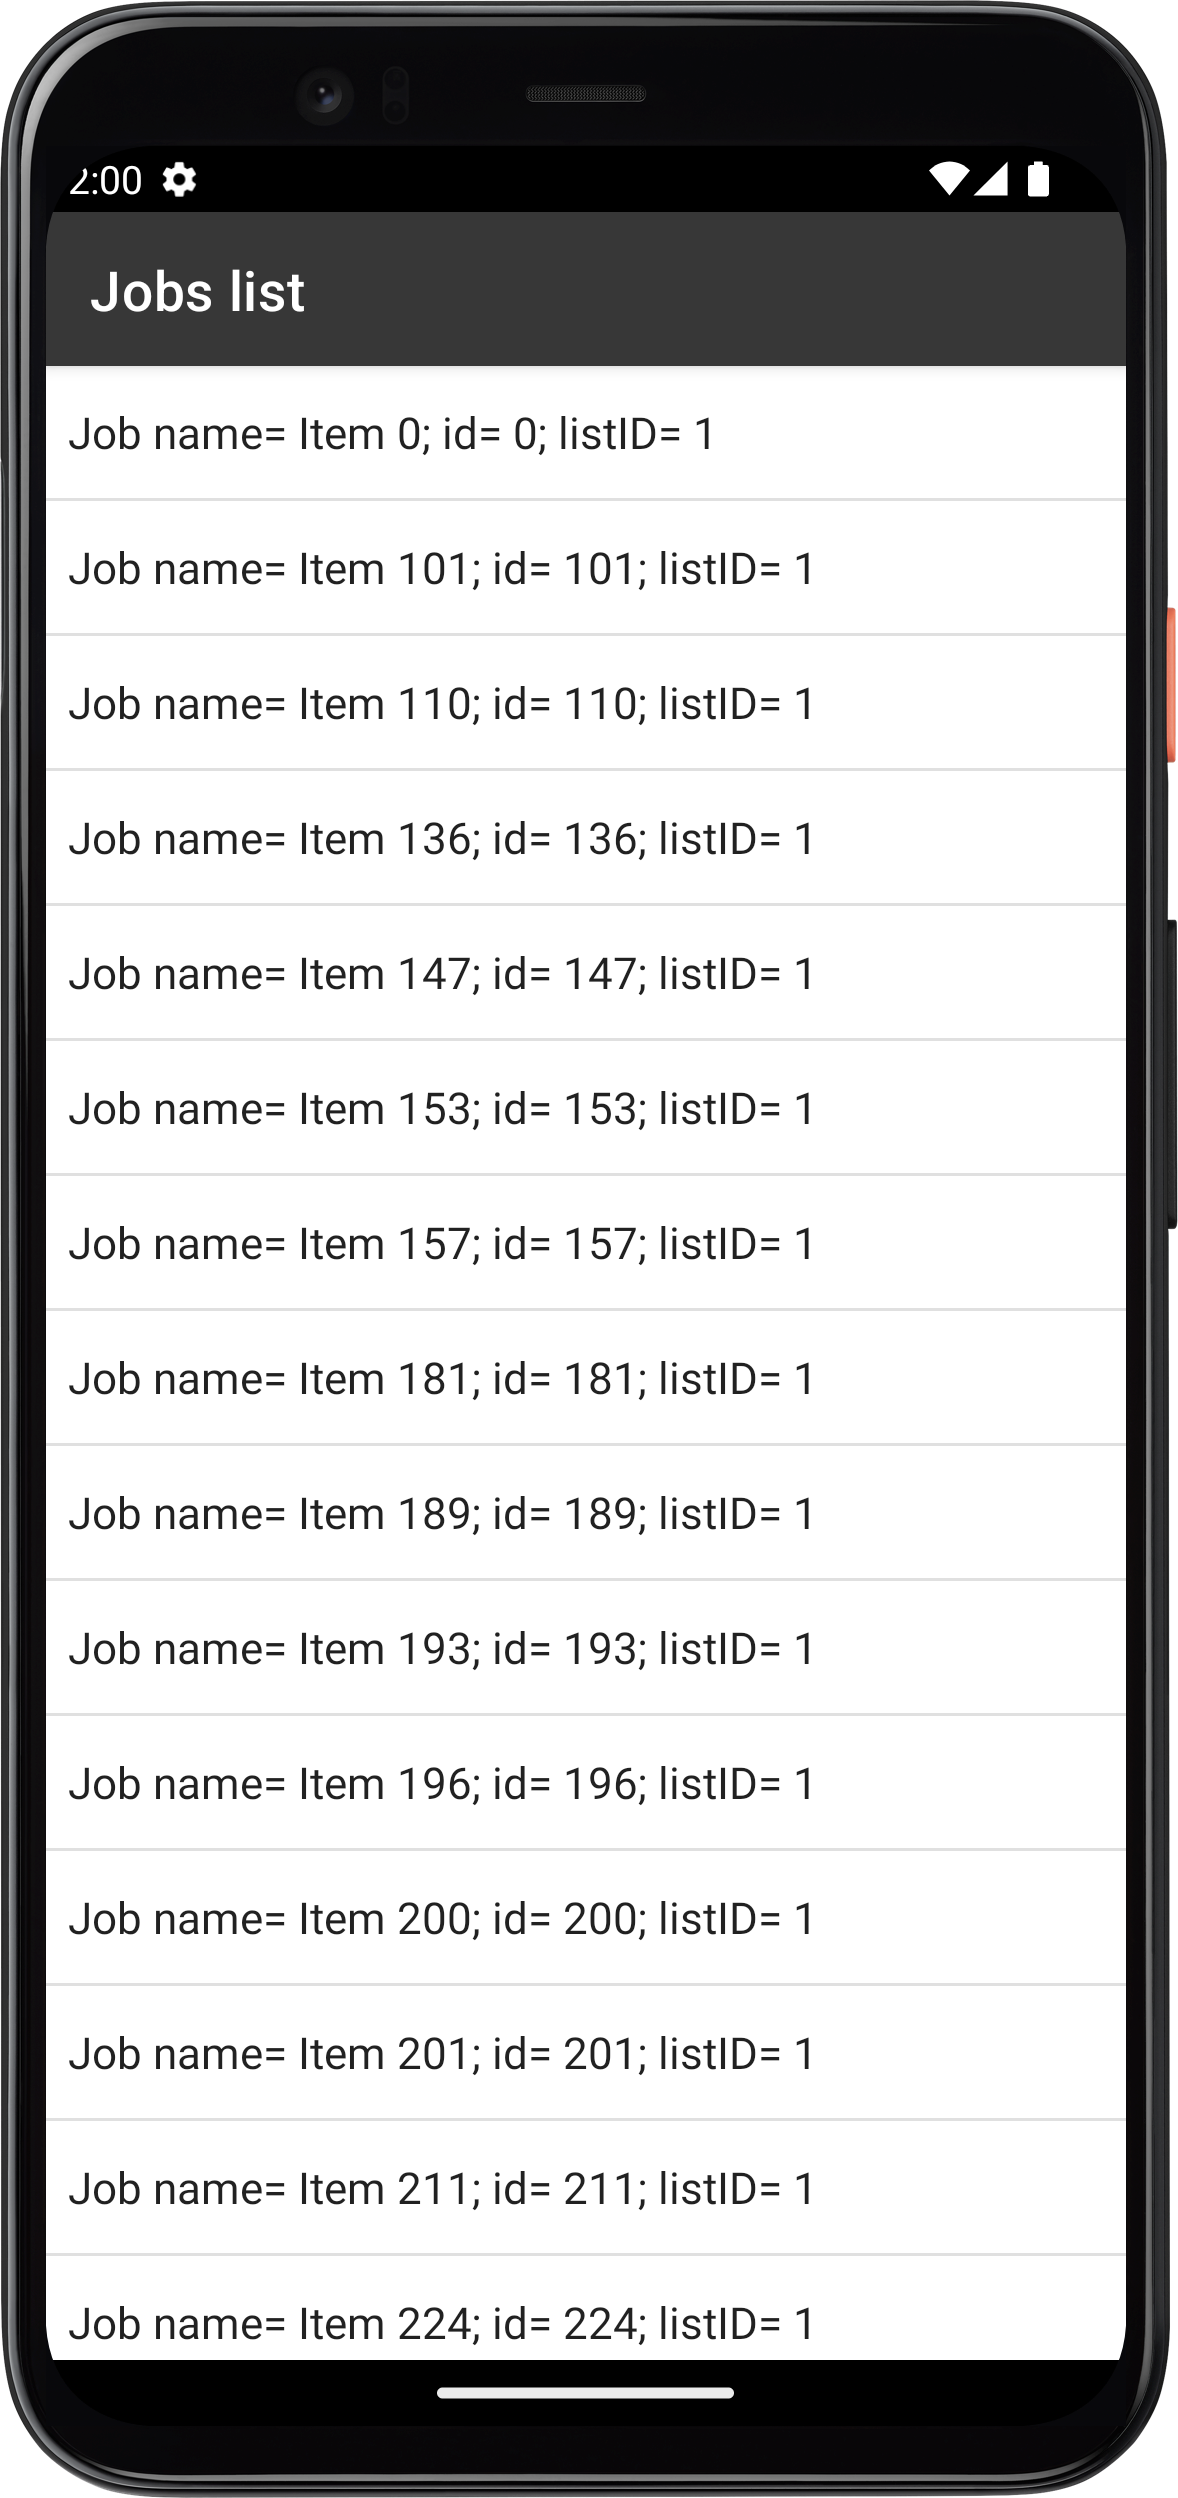 2:00
Jobs list
Job name= Item 0; id= 0; listID= 1
Job name= Item 101; id= 101; listID= 1
Job name= Item 110; id= 110; listID= 1
Job name= Item 136; id= 136; listID= 1
Job name= Item 147; id= 147; listID= 1
Job name= Item 153; id= 153; listID= 1
Job name= Item 157; id= 157; listID= 1
Job name= Item 181; id= 181; listID= 1
Job name= Item 189; id= 189; listID= 1
Job name= Item 193; id= 193; listID= 1
Job name= Item 196; id= 196; listID= 1
Job name= Item 200; id= 200; listID= 1
Job name= Item 201; id= 201; listID= 1
Job name= Item 211; id= 211; listID= 1
Job name= Item 224; id= 224; listID= 1